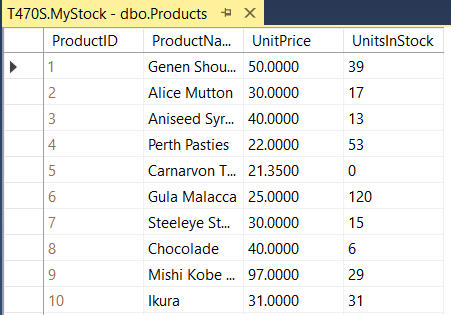 T470S.MyStock - dbo.Products
ProductID ProductNa... UnitPrice UnitsInStock
1 Genen Shou... 50.0000 39
2 Alice Mutton 30.0000 17
3 Aniseed Syr... 40.0000 13
4 Perth Pasties 22.0000 53
5 Carnarvon T... 21.3500 0
6 Gula Malacca 25.0000 120
7 Steeleye St... 30.0000 15
8 Chocolade 40.0000 6
9 Mishi Kobe ... 97.0000 29
10 Ikura 31.0000 31